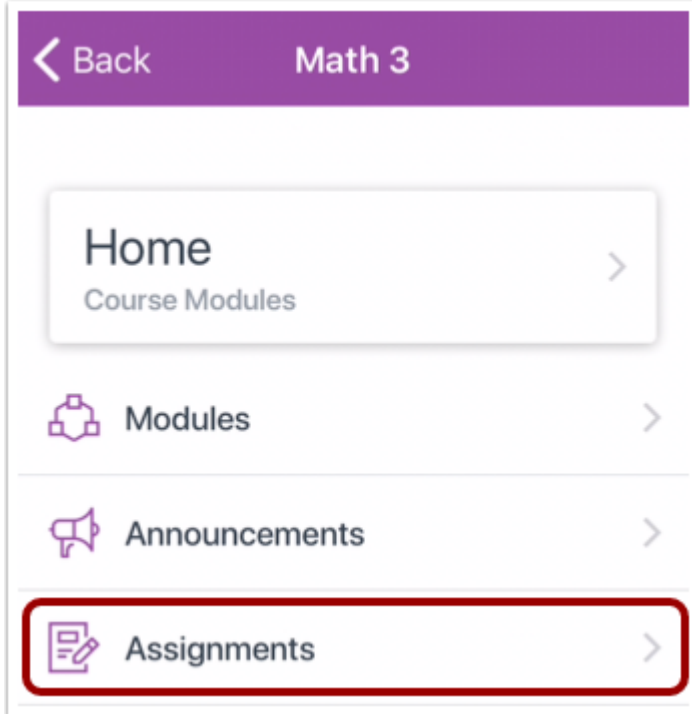 Back
Math 3
Home
Course Modules
Modules
Announcements
Assignments